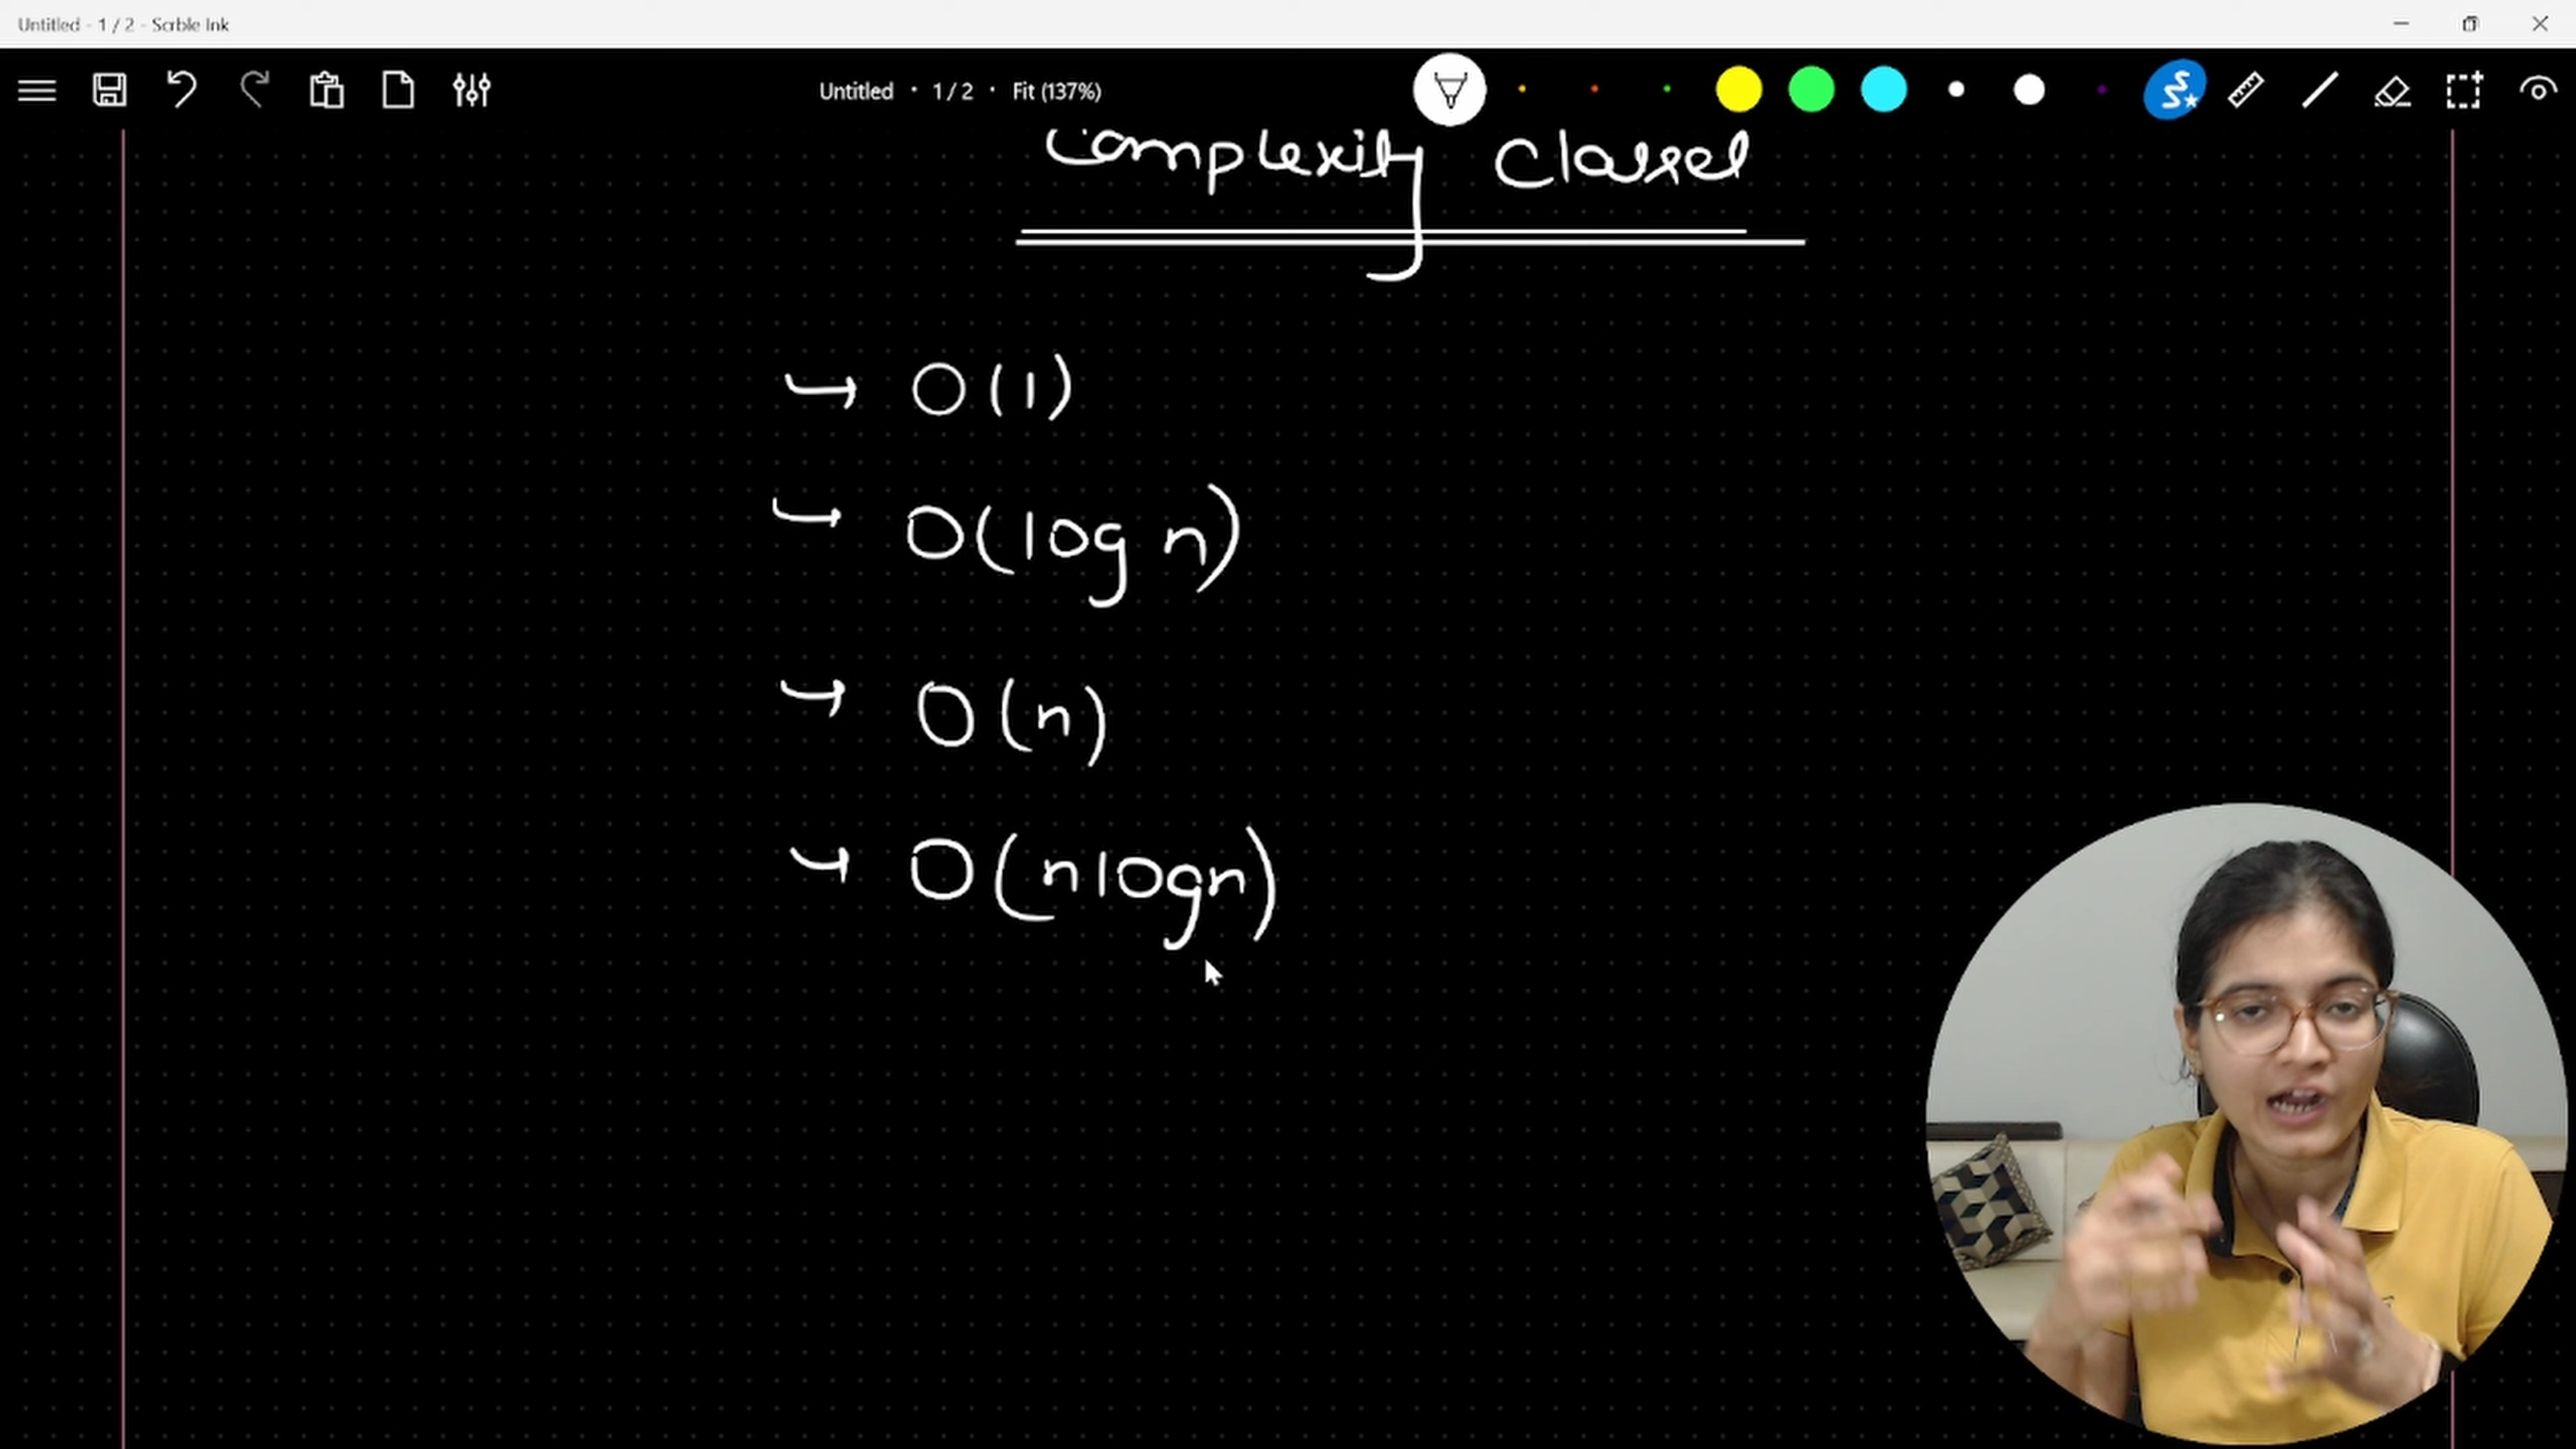 Untitled - 1 / 2 - Scrble Ink
Untitled • 1 / 2 • Fit (137%)
Complexity Classes
→ O(1)
→ O(log n)
→ O(n)
→ O(nlogn)